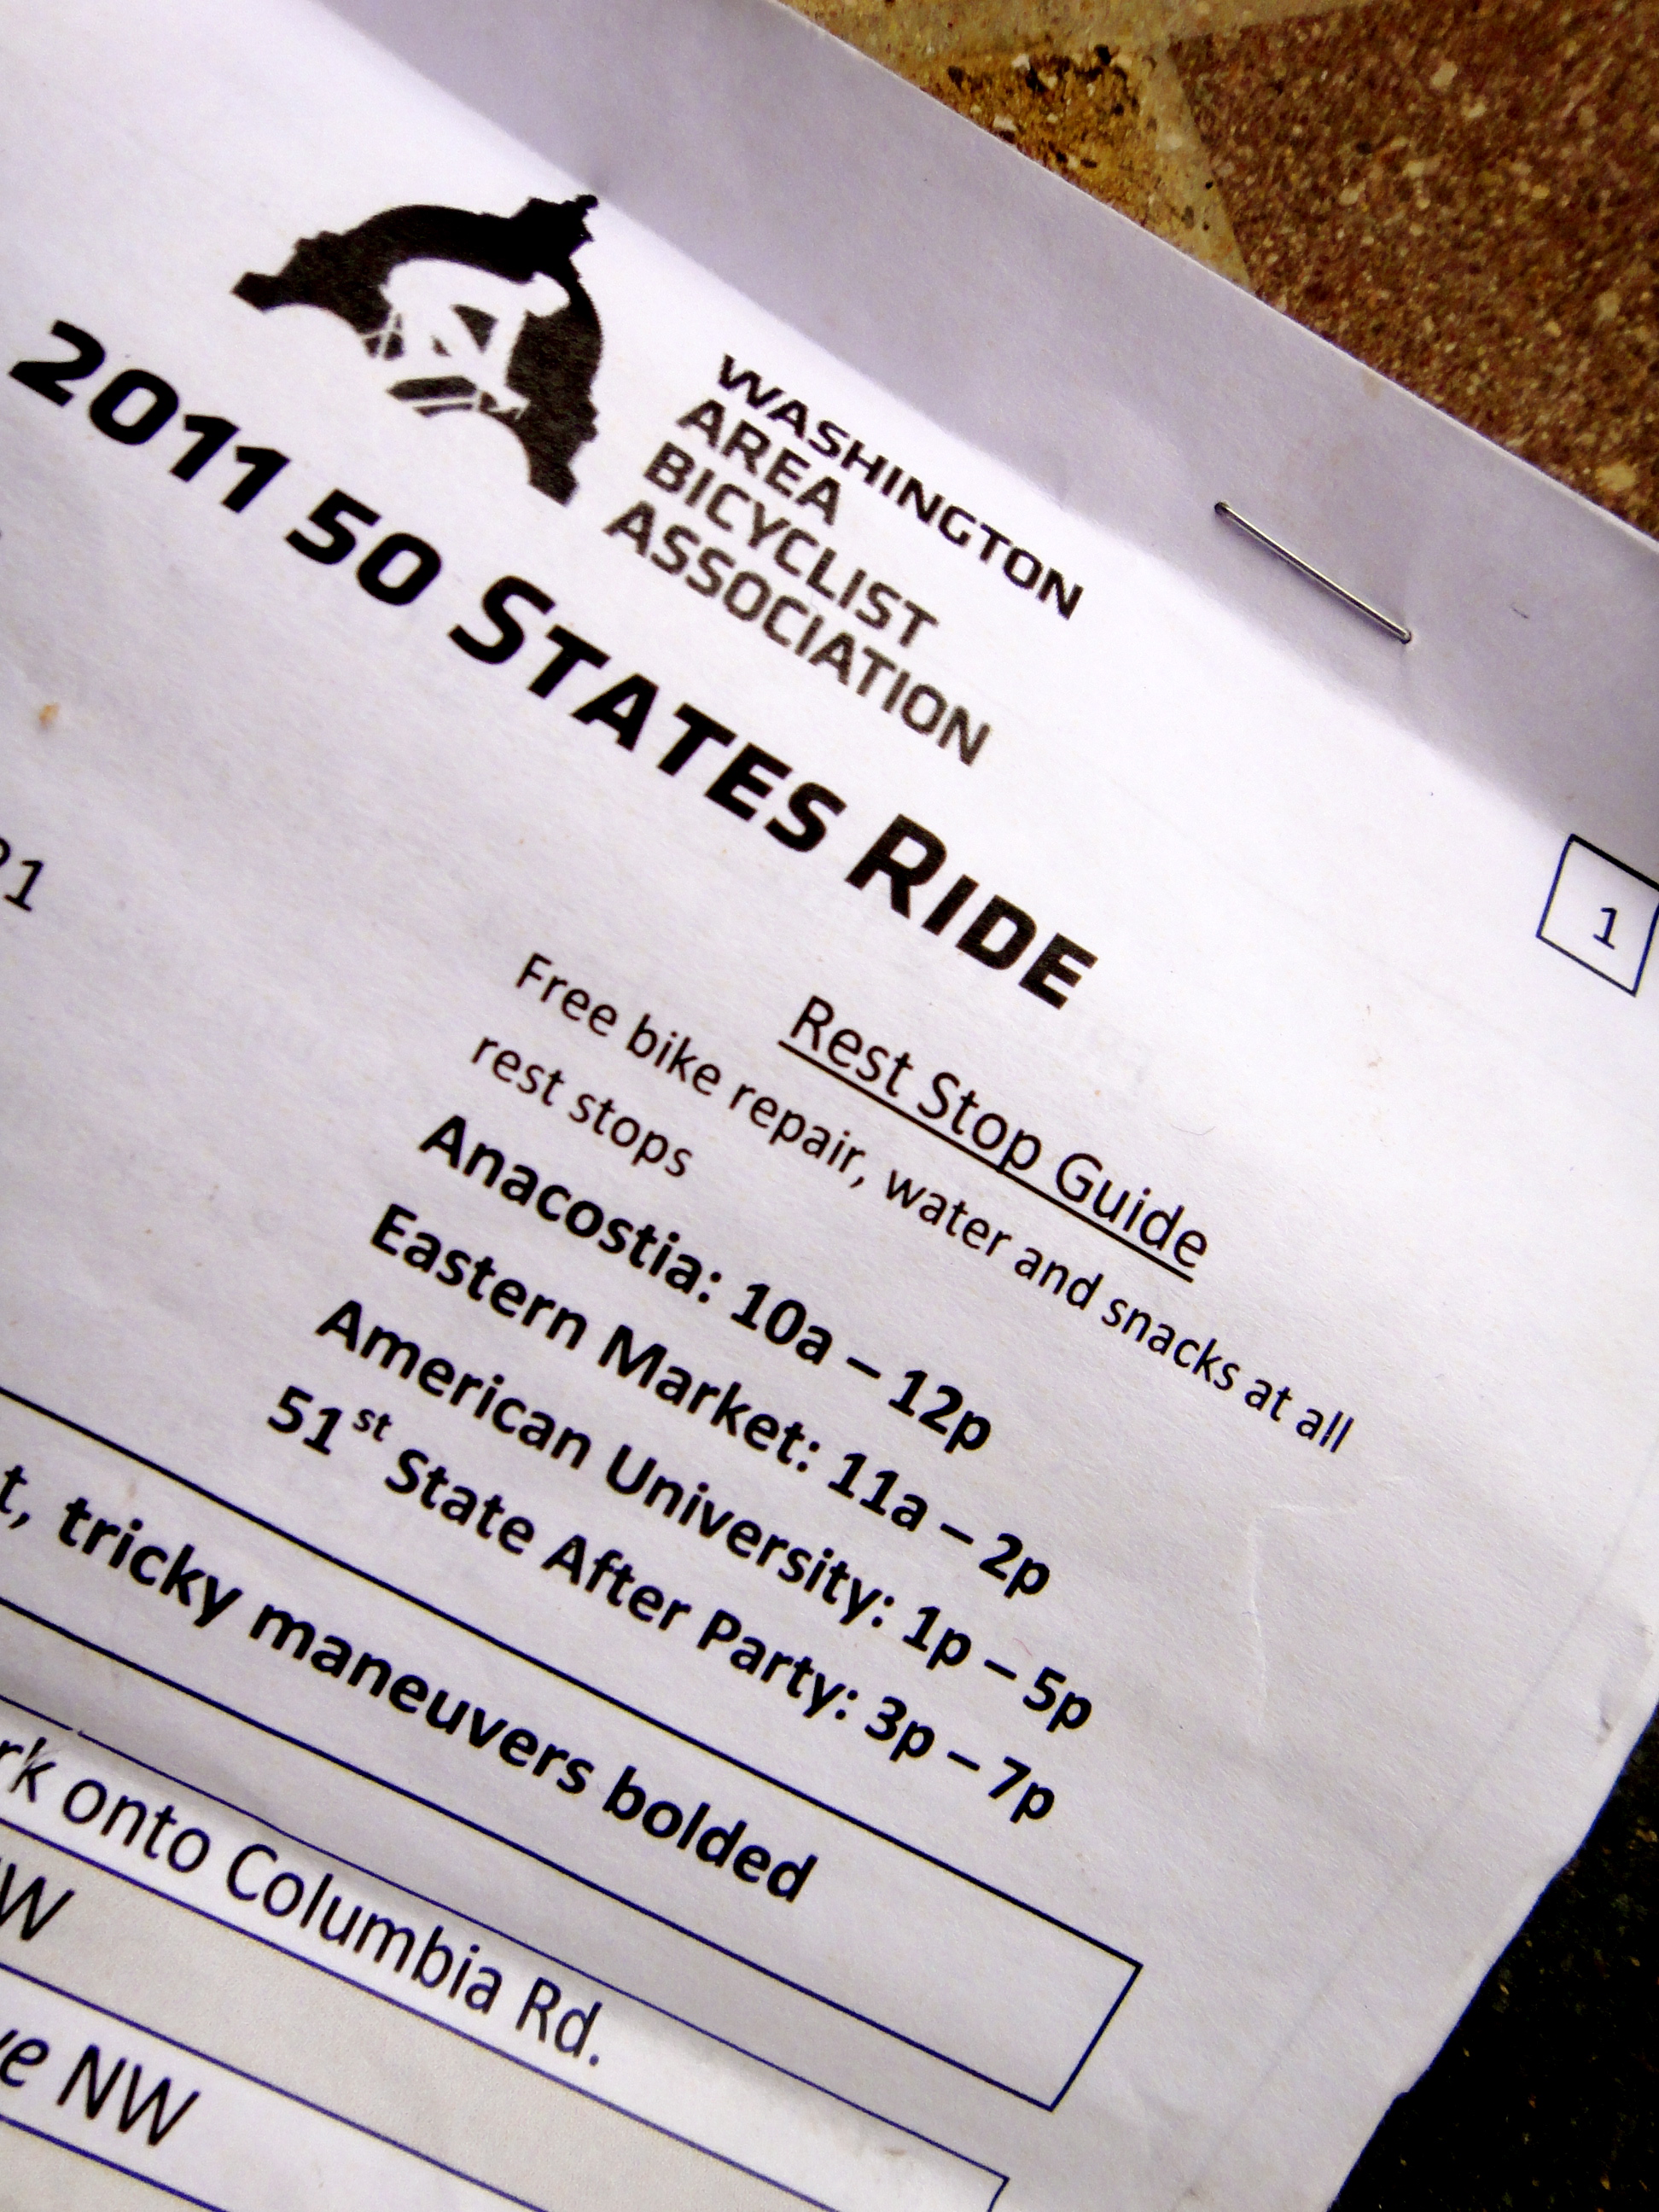 WASHINGTON
AREA
BICYCLIST
ASSOCIATION
2011 50 STATES RIDE
1
Rest Stop Guide
Free bike repair, water and snacks at all
rest stops
Anacostia: 10a – 12p
Eastern Market: 11a – 2p
American University: 1p – 5p
51st State After Party: 3p – 7p
tricky maneuvers bolded
onto Columbia Rd.
NW